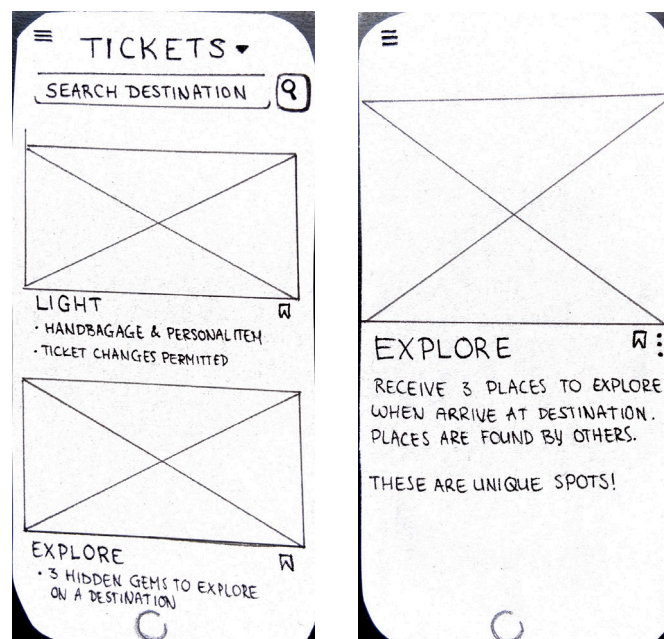 TICKETS
SEARCH DESTINATION
LIGHT
· HANDBAGAGE & PERSONAL ITEM
· TICKET CHANGES PERMITTED
EXPLORE
· 3 HIDDEN GEMS TO EXPLORE
ON A DESTINATION
EXPLORE
RECEIVE 3 PLACES TO EXPLORE
WHEN ARRIVE AT DESTINATION.
PLACES ARE FOUND BY OTHERS.
THESE ARE UNIQUE SPOTS!